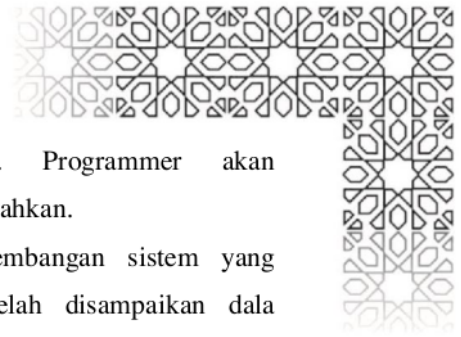 Programmer akan
ahkan.
embangan sistem yang
elah disampaikan dala